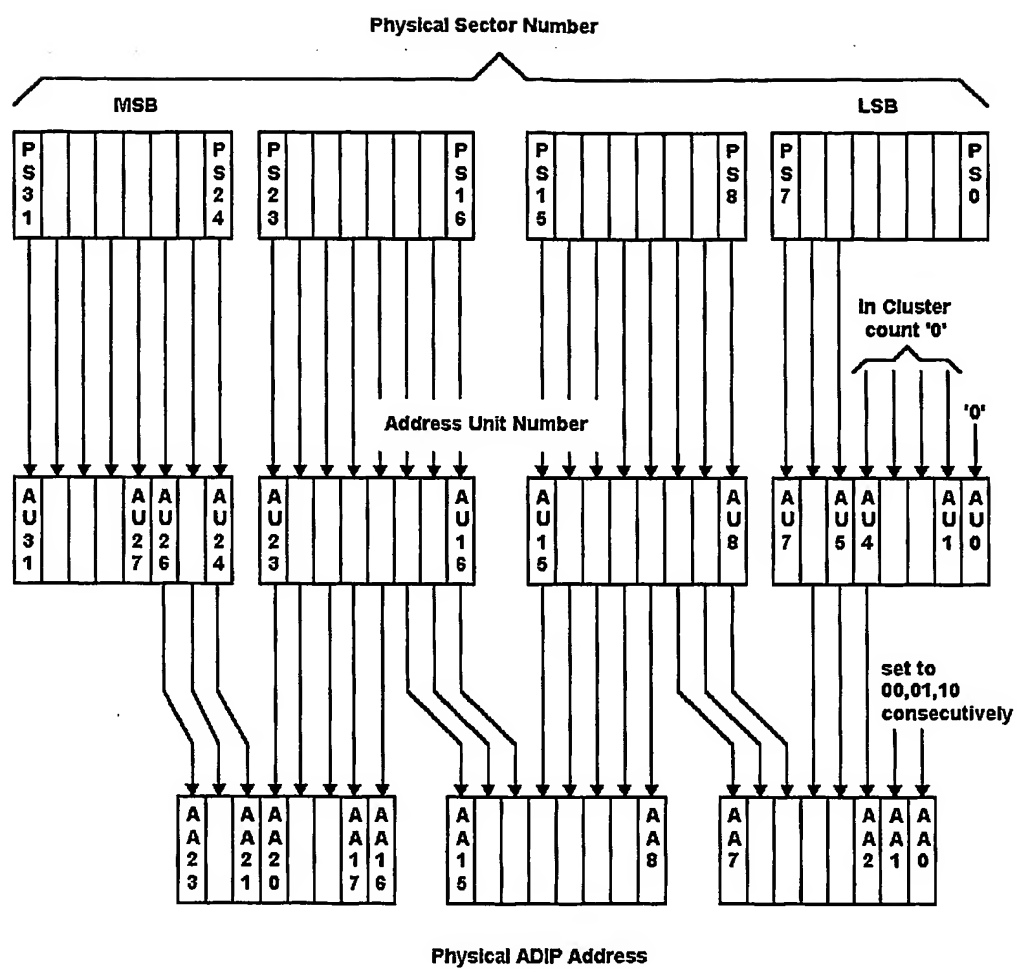 Physical Sector Number
MSB
LSB
PS31
PS24
PS23
PS16
PS15
PS8
PS7
PS0
In Cluster
count '0'
Address Unit Number
'0'
AU31
AU27
AU26
AU24
AU23
AU16
AU15
AU8
AU7
AU5
AU4
AU1
AU0
set to
00,01,10
consecutively
AA23
AA21
AA20
AA17
AA16
AA15
AA8
AA7
AA2
AA1
AA0
Physical ADIP Address